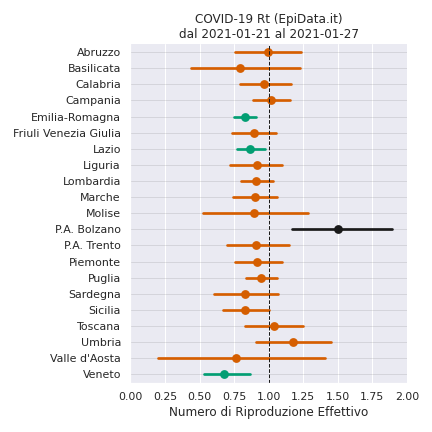 COVID-19 Rt (EpiData.it)
dal 2021-01-21 al 2021-01-27
Abruzzo
Basilicata
Calabria
Campania
Emilia-Romagna
Friuli Venezia Giulia
Lazio
Liguria
Lombardia
Marche
Molise
P.A. Bolzano
P.A. Trento
Piemonte
Puglia
Sardegna
Sicilia
Toscana
Umbria
Valle d'Aosta
Veneto
0.00 0.25 0.50 0.75 1.00 1.25 1.50 1.75 2.00
Numero di Riproduzione Effettivo